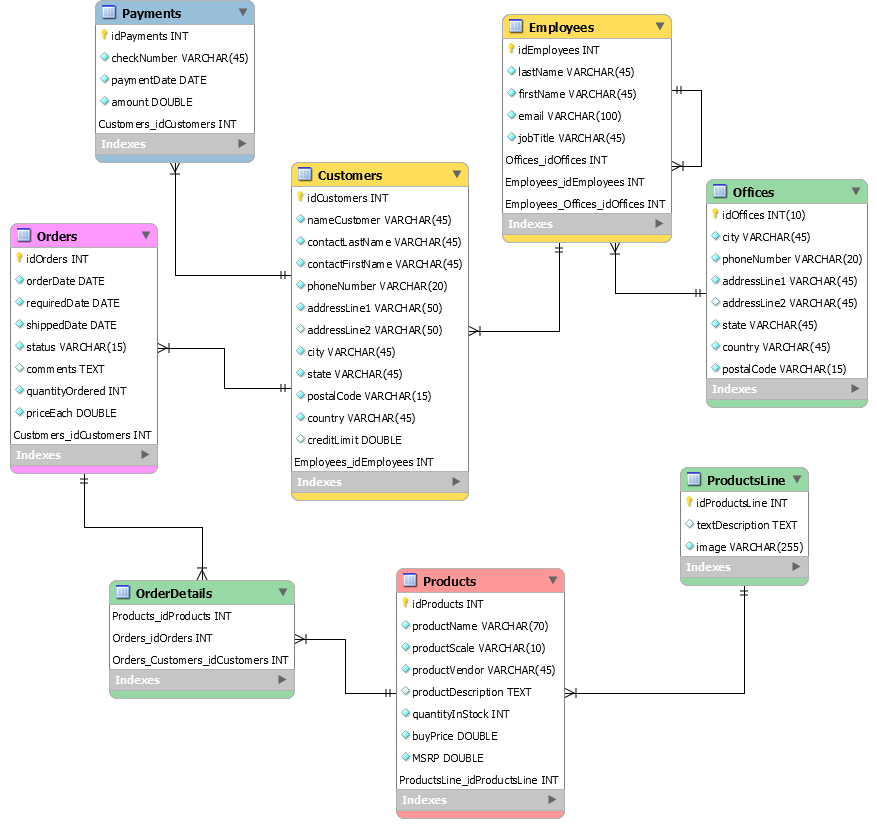 Payments
idPayments INT
checkNumber VARCHAR(45)
paymentDate DATE
amount DOUBLE
Customers_idCustomers INT
Indexes
Employees
idEmployees INT
lastName VARCHAR(45)
firstName VARCHAR(45)
email VARCHAR(100)
jobTitle VARCHAR(45)
Offices_idOffices INT
Employees_idEmployees INT
Employees_Offices_idOffices INT
Indexes
Customers
idCustomers INT
nameCustomer VARCHAR(45)
contactLastName VARCHAR(45)
contactFirstName VARCHAR(45)
phoneNumber VARCHAR(20)
addressLine1 VARCHAR(50)
addressLine2 VARCHAR(50)
city VARCHAR(45)
state VARCHAR(45)
postalCode VARCHAR(15)
country VARCHAR(45)
creditLimit DOUBLE
Employees_idEmployees INT
Indexes
Offices
idOffices INT(10)
city VARCHAR(45)
phoneNumber VARCHAR(20)
addressLine1 VARCHAR(45)
addressLine2 VARCHAR(45)
state VARCHAR(45)
country VARCHAR(45)
postalCode VARCHAR(15)
Indexes
Orders
idOrders INT
orderDate DATE
requiredDate DATE
shippedDate DATE
status VARCHAR(15)
comments TEXT
quantityOrdered INT
priceEach DOUBLE
Customers_idCustomers INT
Indexes
ProductsLine
idProductsLine INT
textDescription TEXT
image VARCHAR(255)
Indexes
OrderDetails
Products_idProducts INT
Orders_idOrders INT
Orders_Customers_idCustomers INT
Indexes
Products
idProducts INT
productName VARCHAR(70)
productScale VARCHAR(10)
productVendor VARCHAR(45)
productDescription TEXT
quantityInStock INT
buyPrice DOUBLE
MSRP DOUBLE
ProductsLine_idProductsLine INT
Indexes